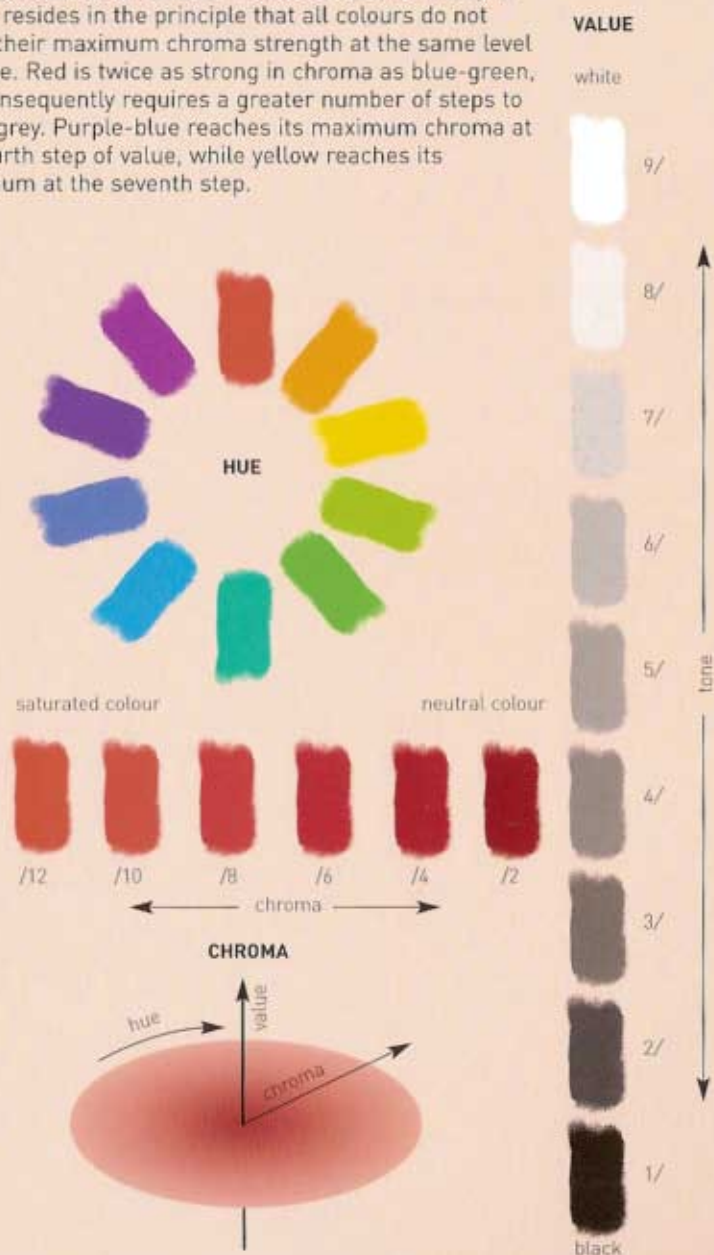 resides in the principle that all colours do not
their maximum chroma strength at the same level
e. Red is twice as strong in chroma as blue-green,
nsequently requires a greater number of steps to
grey. Purple-blue reaches its maximum chroma at
urth step of value, while yellow reaches its
um at the seventh step.
VALUE
white
9/
8/
7/
6/
5/
4/
3/
2/
1/
black
tone
HUE
saturated colour
neutral colour
/12
/10
/8
/6
/4
/2
chroma
CHROMA
hue
value
chroma